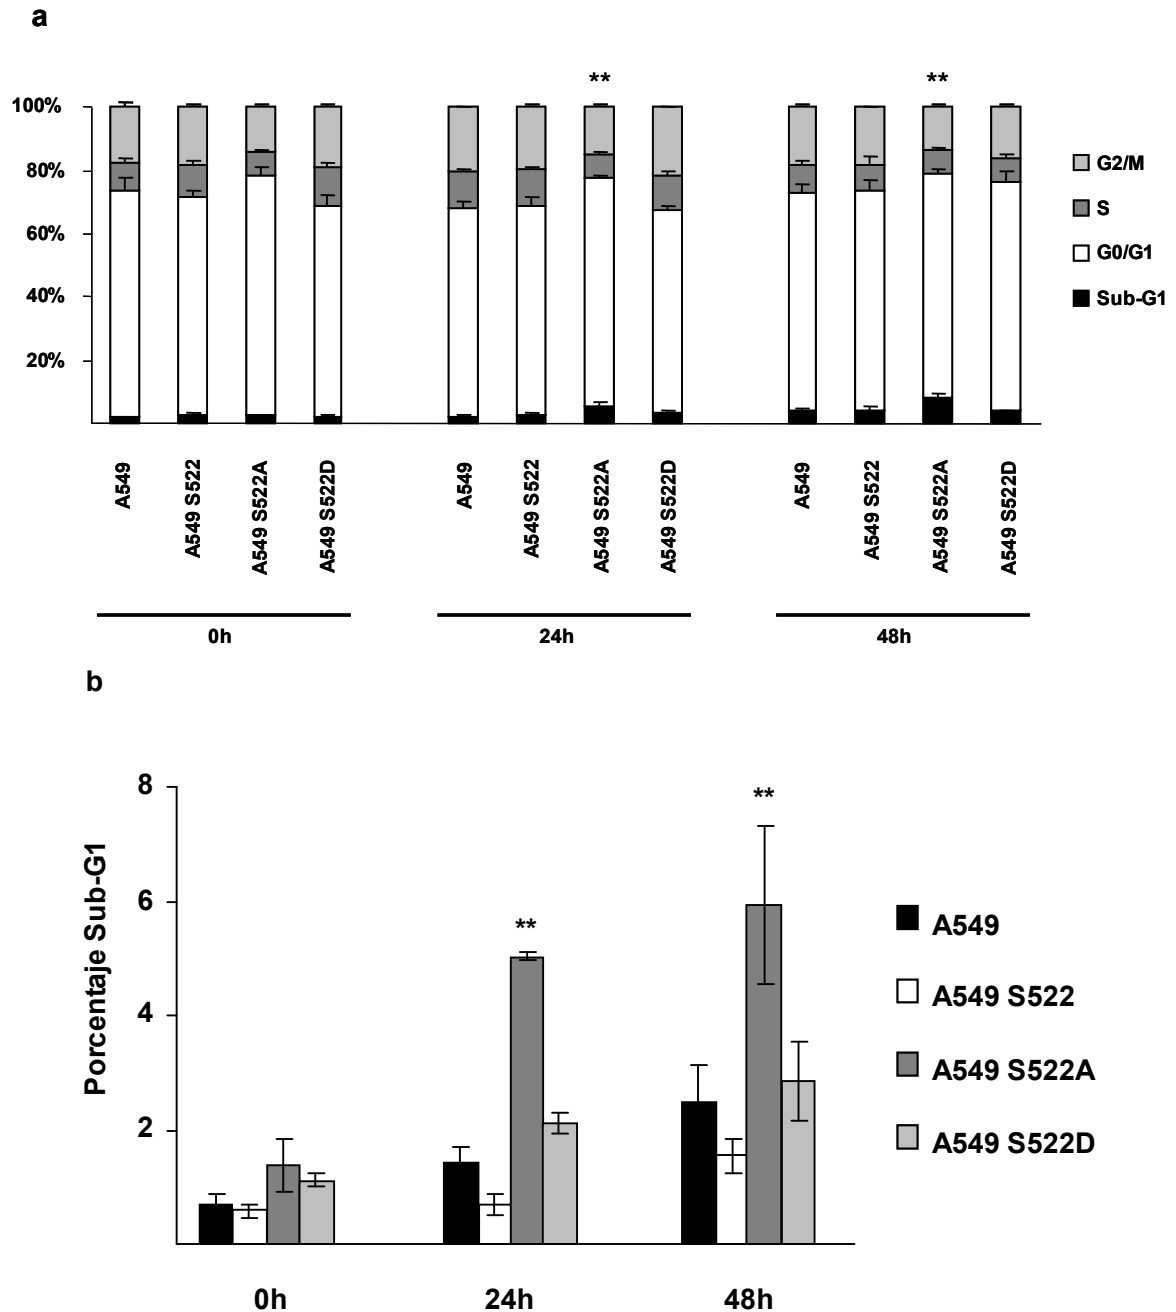 a
** **
100%
80%
60%
40%
20%
G2/M
S
G0/G1
Sub-G1
A549
A549 S522
A549 S522A
A549 S522D
A549
A549 S522
A549 S522A
A549 S522D
A549
A549 S522
A549 S522A
A549 S522D
0h 24h 48h
b
Porcentaje Sub-G1
8
6
4
2
**
**
0h 24h 48h
A549
A549 S522
A549 S522A
A549 S522D